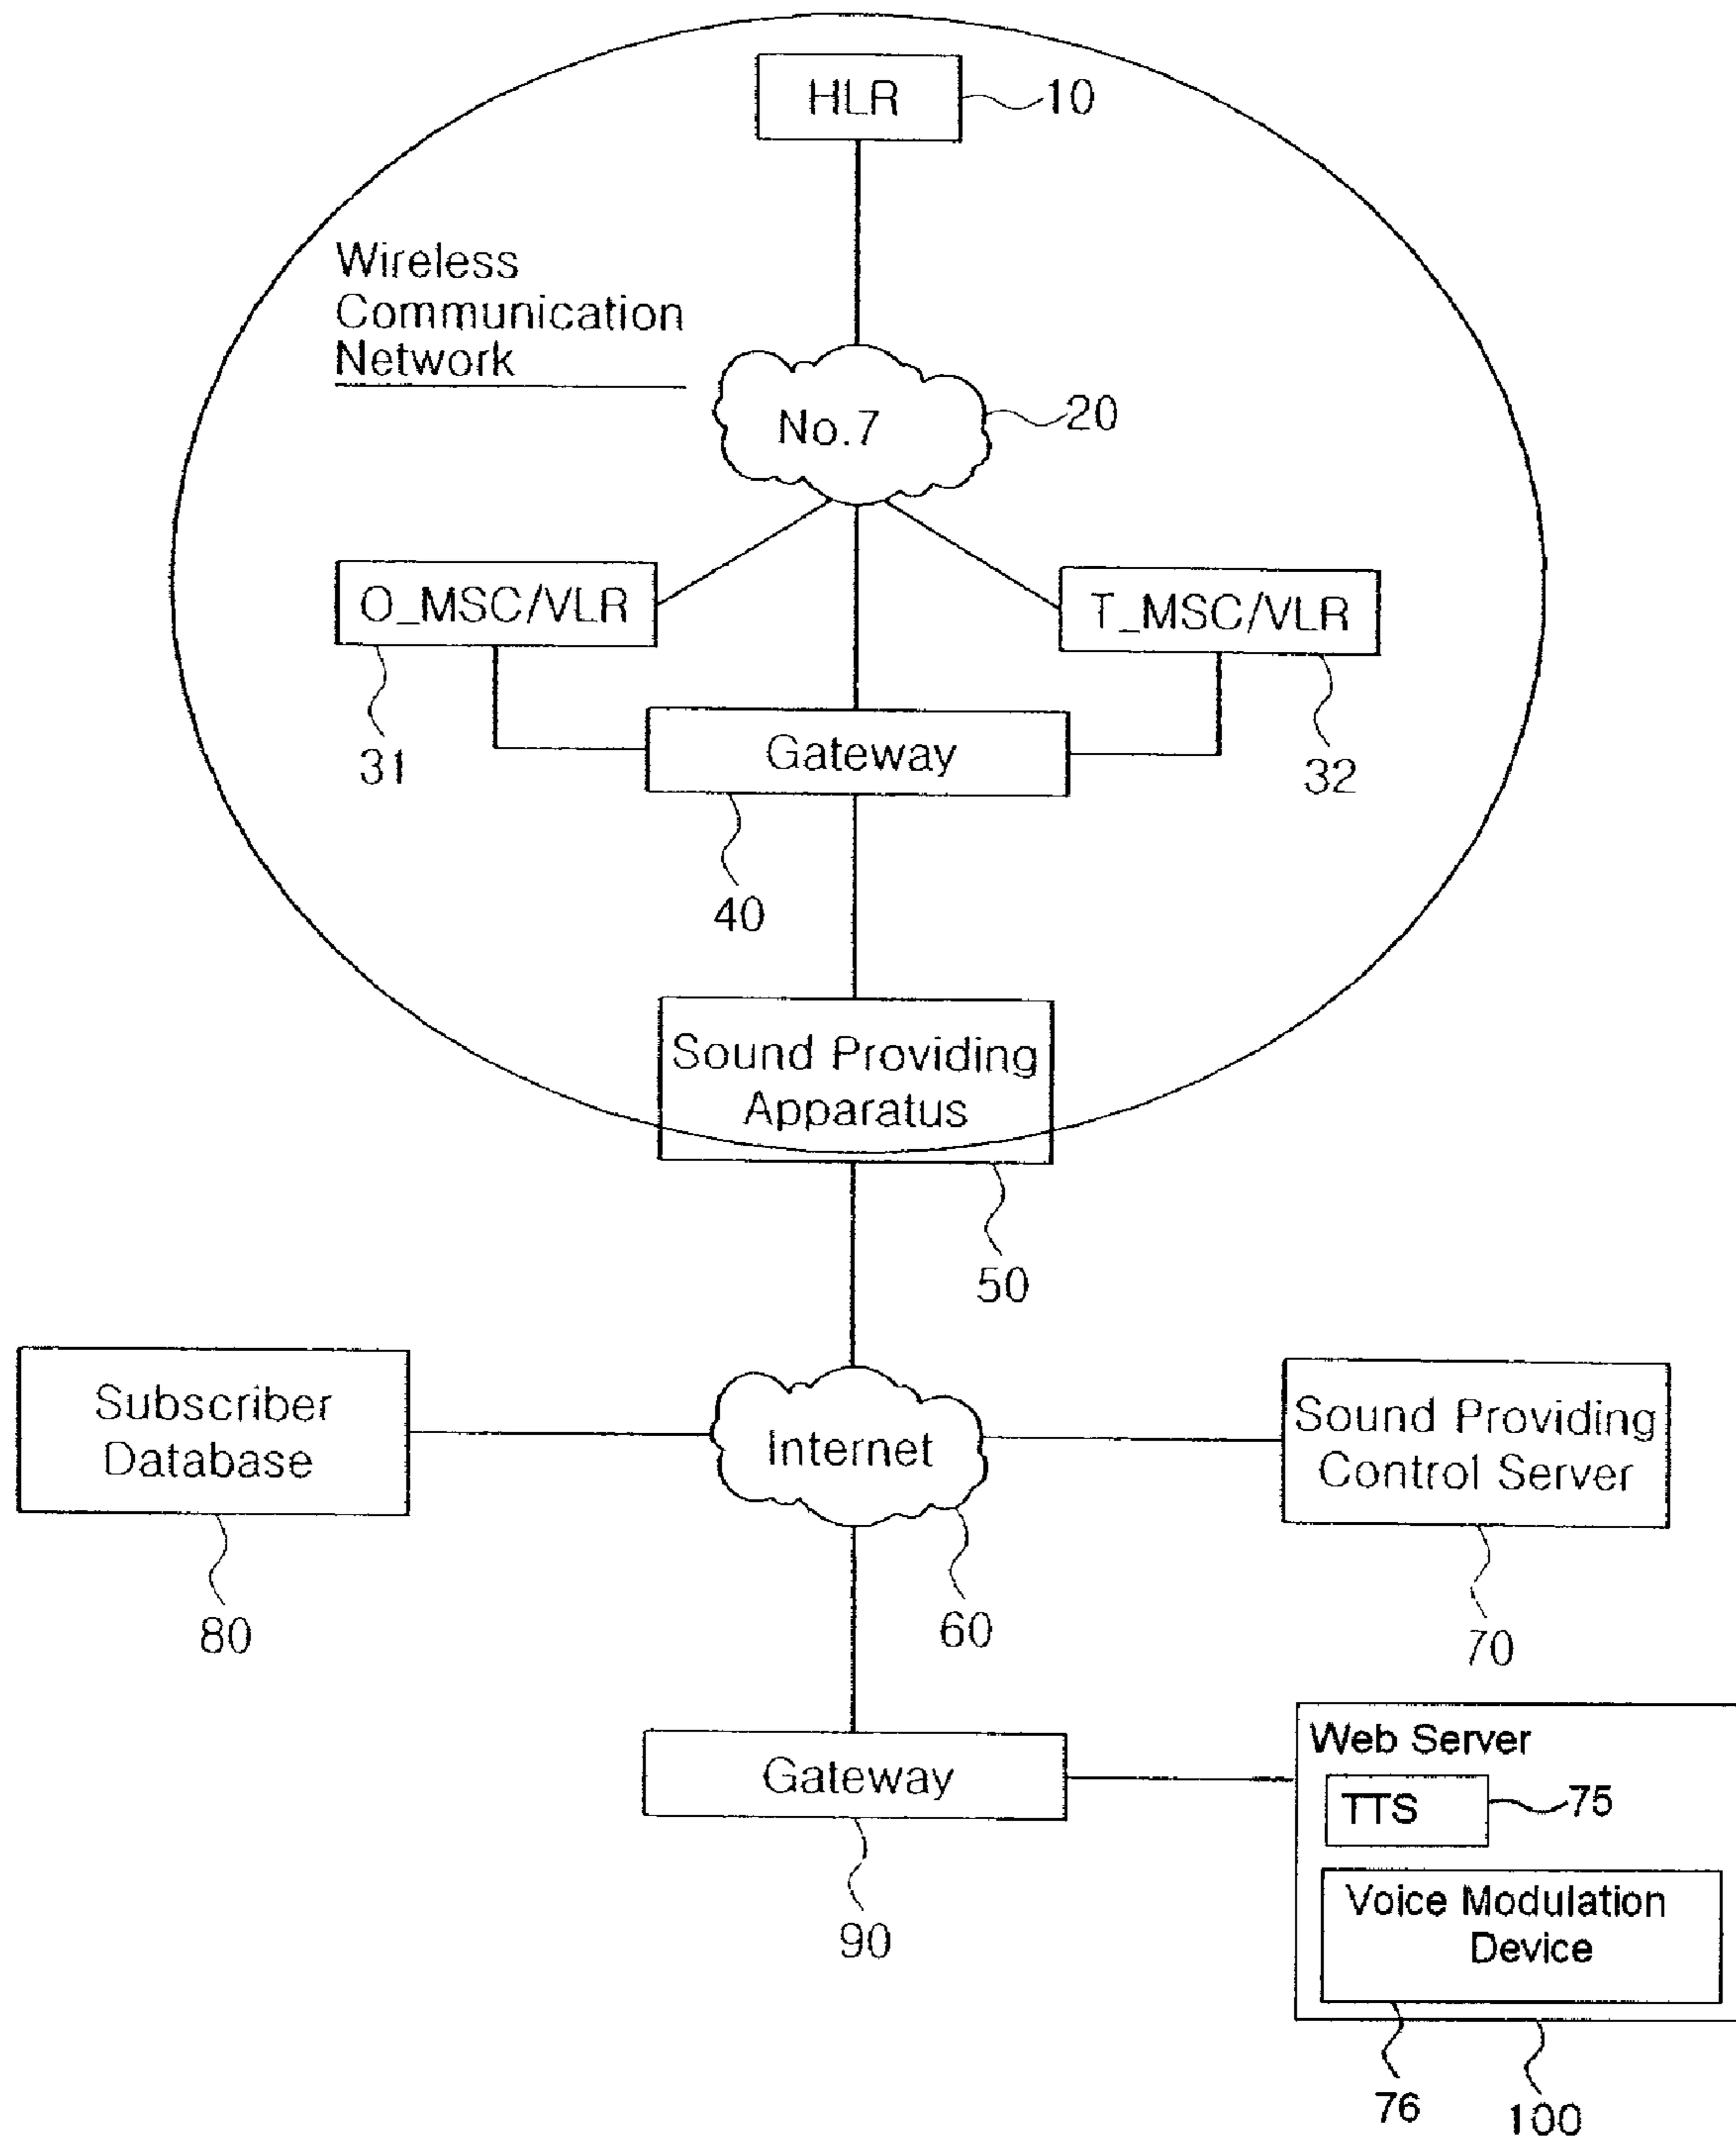 HLR
10
Wireless
Communication
Network
No.7
20
O_MSC/VLR
T_MSC/VLR
31
Gateway
32
40
Sound Providing
Apparatus
50
Subscriber
Database
Internet
Sound Providing
Control Server
80
60
70
Gateway
Web Server
TTS
75
Voice Modulation
Device
90
76
100